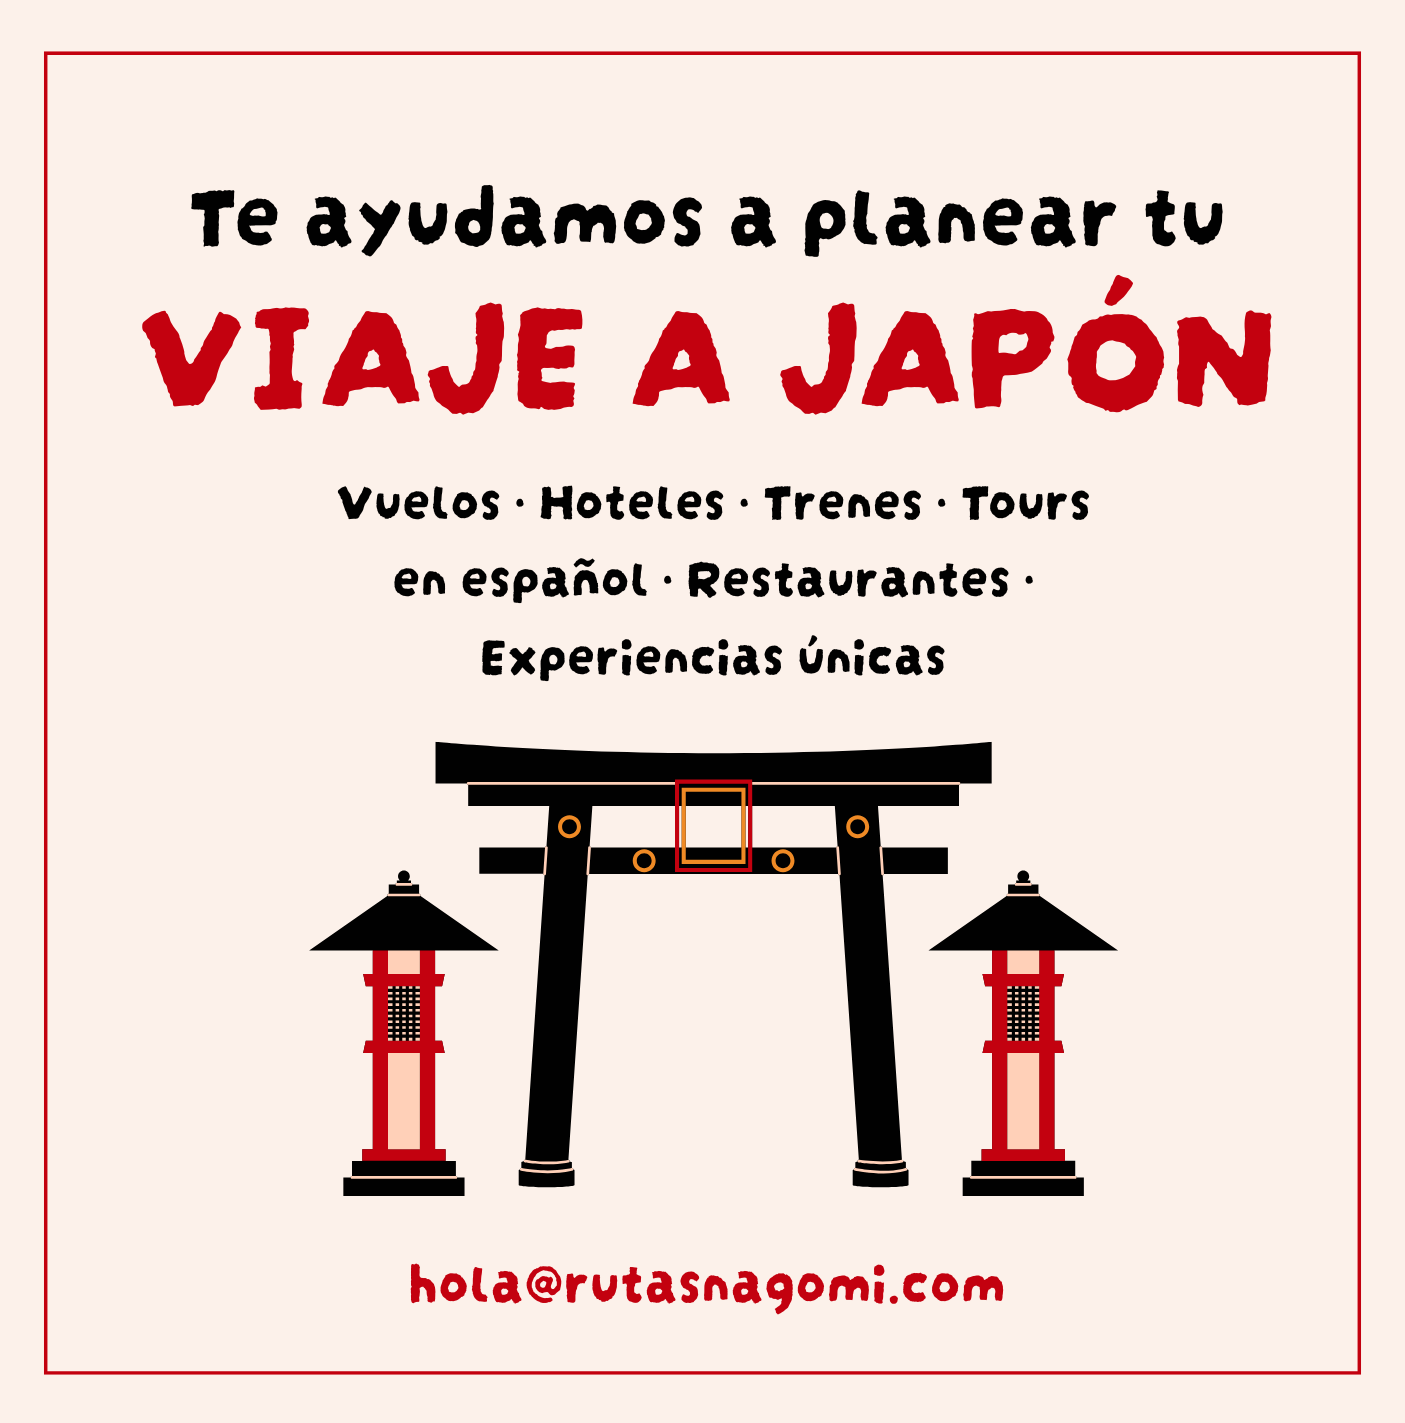 Te ayudamos a planear tu
VIAJE A JAPÓN
Vuelos · Hoteles · Trenes · Tours
en español · Restaurantes ·
Experiencias únicas
hola@rutasnagomi.com